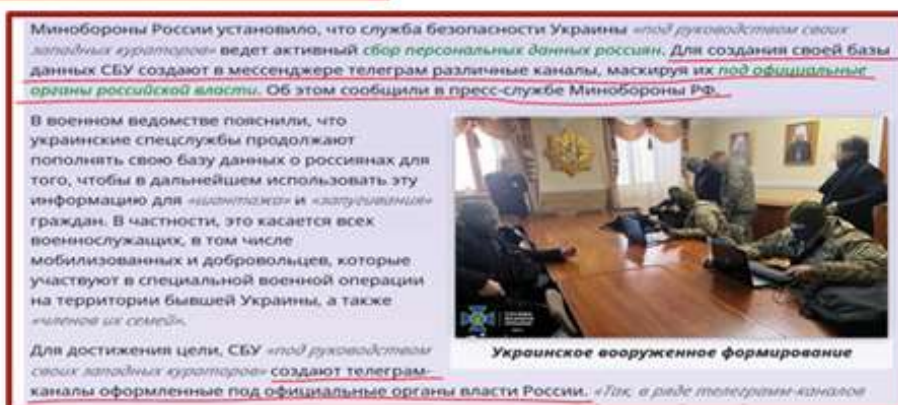 Минобороны России установило, что служба безопасности Украины «под руководством своих
западных кураторов» ведет активный сбор персональных данных россиян. Для создания своей базы
данных СБУ создают в мессенджере телеграм различные каналы, маскируя их под официальные
органы российской власти. Об этом сообщили в пресс-службе Минобороны РФ.
В военном ведомстве пояснили, что
украинские спецслужбы продолжают
пополнять свою базу данных о россиянах для
того, чтобы в дальнейшем использовать эту
информацию для «шантажа» и «запугивания»
граждан. В частности, это касается всех
военнослужащих, в том числе
мобилизованных и добровольцев, которые
участвуют в специальной военной операции
на территории бывшей Украины, а также
«членов их семей».
Для достижения цели, СБУ «под руководством
своих западных кураторов» создают телеграм-
каналы оформленные под официальные органы власти России. «Так, в ряде телеграмм-каналов
Украинское вооруженное формирование